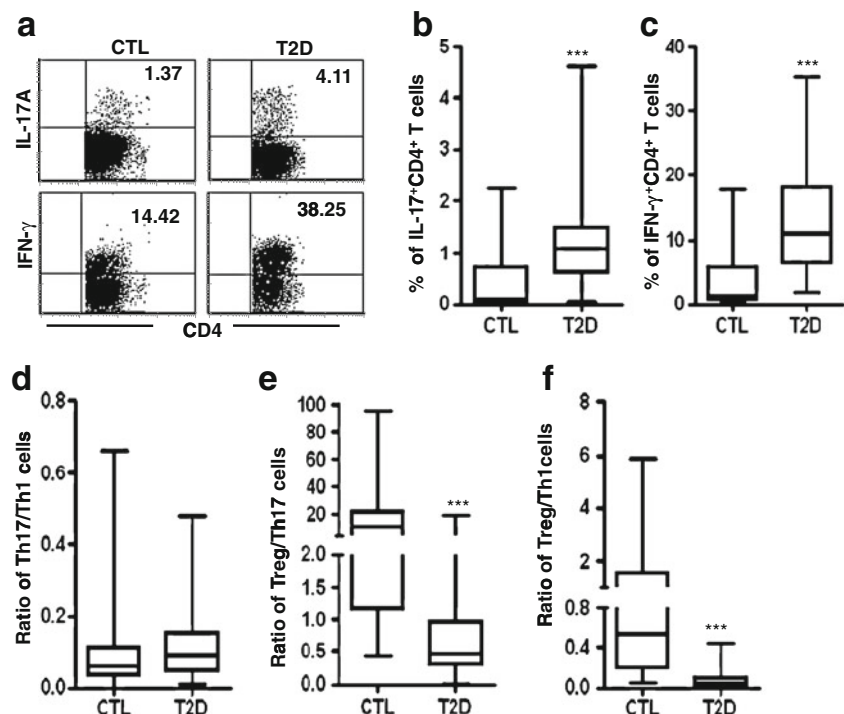 a
CTL
T2D
IL-17A
1.37
4.11
IFN-γ
14.42
38.25
CD4
b
% of IL-17⁺CD4⁺ T cells
5
4
3
2
1
0
***
CTL
T2D
c
% of IFN-γ⁺CD4⁺ T cells
40
30
20
10
0
***
CTL
T2D
d
Ratio of Th17/Th1 cells
0.8
0.6
0.4
0.2
0.0
CTL
T2D
e
Ratio of Treg/Th17 cells
100
80
60
40
20
2.0
1.5
1.0
0.5
0.0
***
CTL
T2D
f
Ratio of Treg/Th1cells
8
6
4
2
0.8
0.4
0.0
***
CTL
T2D